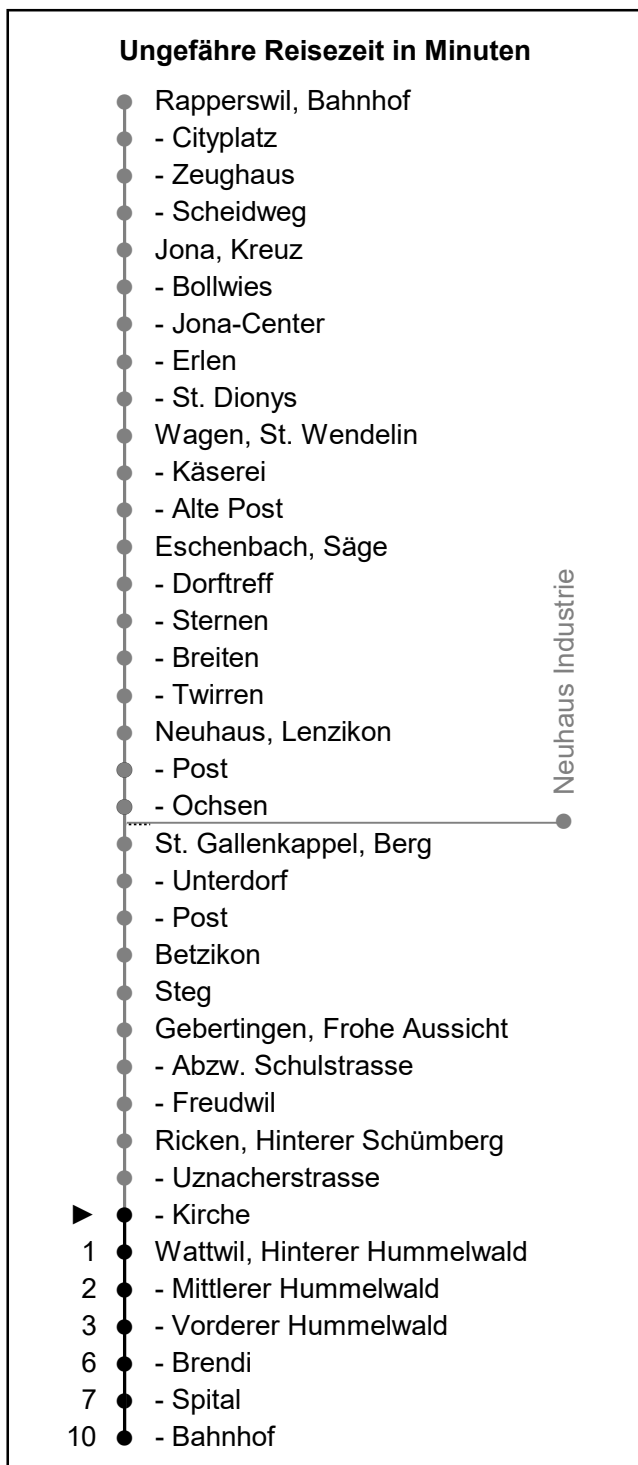 Ungefähre Reisezeit in Minuten
Rapperswil, Bahnhof
- Cityplatz
- Zeughaus
- Scheidweg
Jona, Kreuz
- Bollwies
- Jona-Center
- Erlen
- St. Dionys
Wagen, St. Wendelin
- Käserei
- Alte Post
Eschenbach, Säge
- Dorftreff
- Sternen
- Breiten
- Twirren
Neuhaus, Lenzikon
- Post
- Ochsen
Neuhaus Industrie
St. Gallenkappel, Berg
- Unterdorf
- Post
Betzikon
Steg
Gebertingen, Frohe Aussicht
- Abzw. Schulstrasse
- Freudwil
Ricken, Hinterer Schümberg
- Uznacherstrasse
► - Kirche
1 Wattwil, Hinterer Hummelwald
2 - Mittlerer Hummelwald
3 - Vorderer Hummelwald
6 - Brendi
7 - Spital
10 - Bahnhof